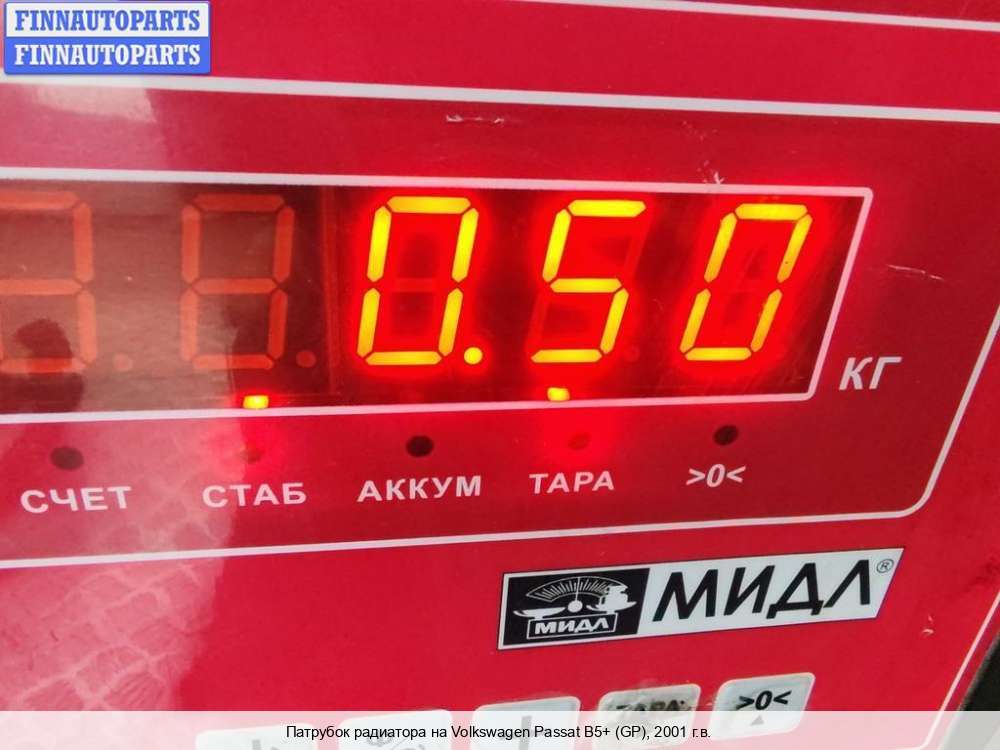 FINNAUTOPARTS
FINNAUTOPARTS
0.50
КГ
СЧЕТ СТАБ АККУМ ТАРА >0<
МИДЛ МИДЛ®
ТАРА >0<
Патрубок радиатора на Volkswagen Passat B5+ (GP), 2001 г.в.